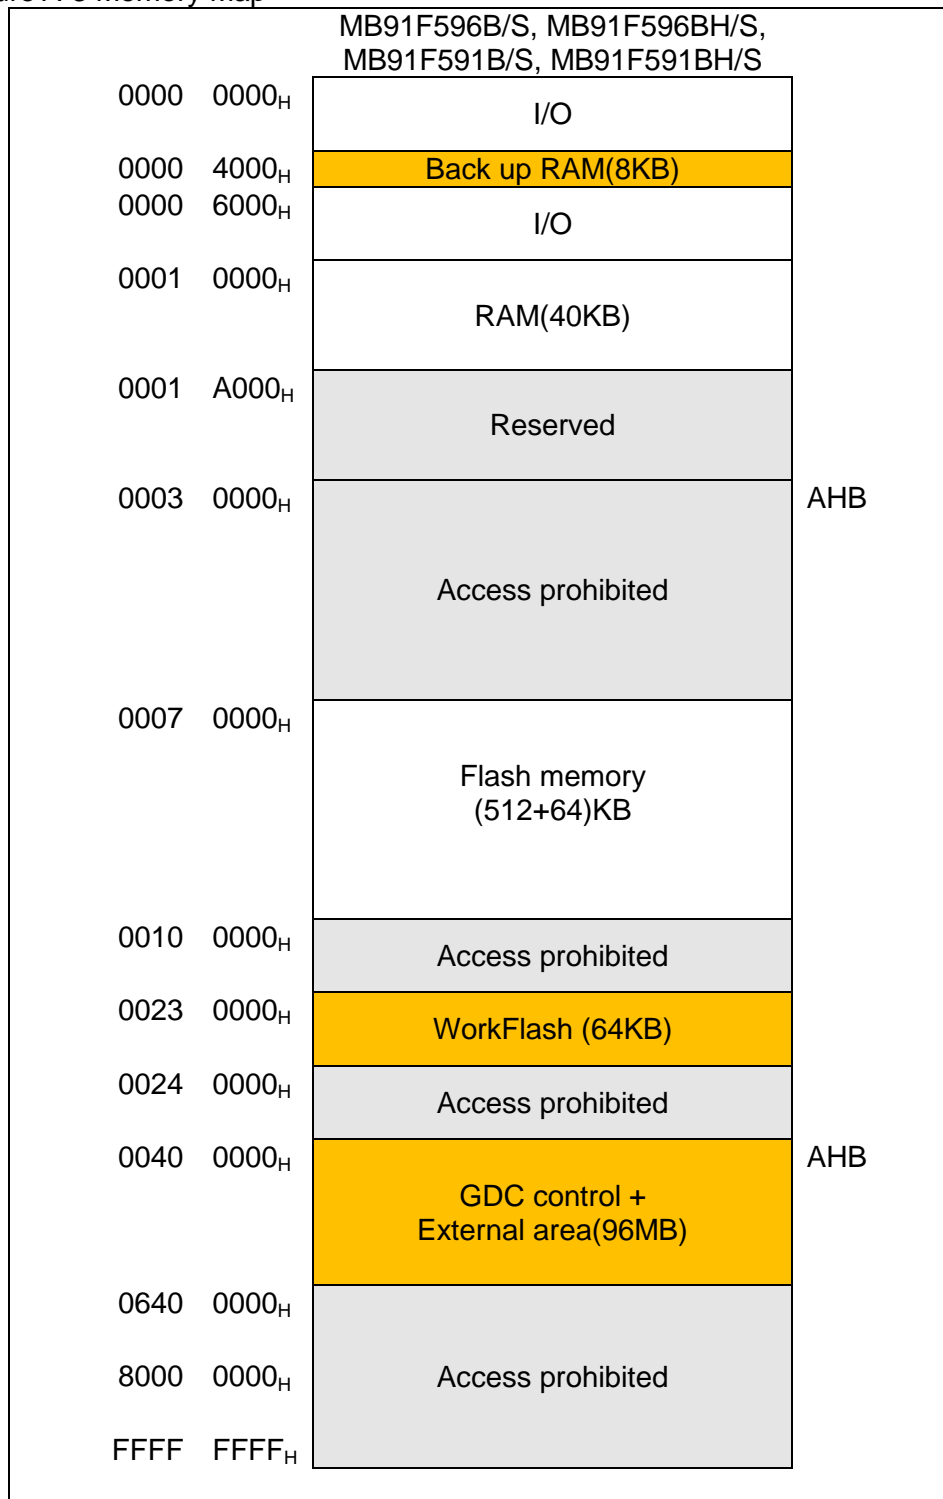 Memory Map
MB91F596B/S, MB91F596BH/S,
MB91F591B/S, MB91F591BH/S
0000 0000H
I/O
0000 4000H
Back up RAM(8KB)
0000 6000H
I/O
0001 0000H
RAM(40KB)
0001 A000H
Reserved
0003 0000H
AHB
Access prohibited
0007 0000H
Flash memory
(512+64)KB
0010 0000H
Access prohibited
0023 0000H
WorkFlash (64KB)
0024 0000H
Access prohibited
0040 0000H
AHB
GDC control +
External area(96MB)
0640 0000H
8000 0000H
Access prohibited
FFFF FFFFH